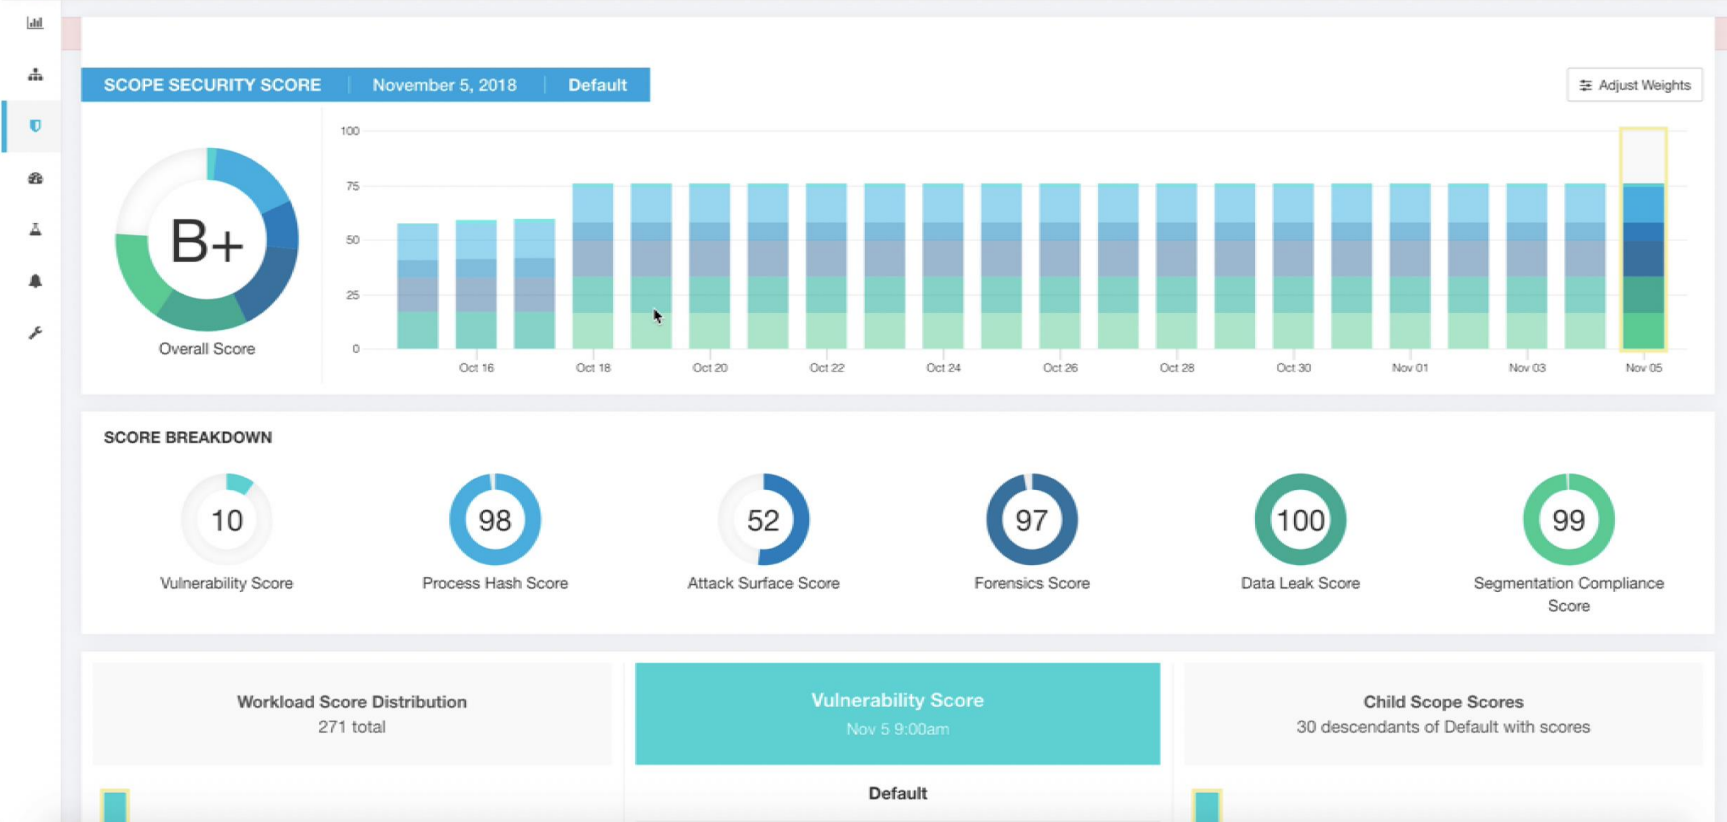 SCOPE SECURITY SCORE November 5, 2018 Default
Adjust Weights
100
75
50
25
0
B+
Overall Score
Oct 16 Oct 18 Oct 20 Oct 22 Oct 24 Oct 26 Oct 28 Oct 30 Nov 01 Nov 03 Nov 05
SCORE BREAKDOWN
10 98 52 97 100 99
Vulnerability Score Process Hash Score Attack Surface Score Forensics Score Data Leak Score Segmentation Compliance
Score
Workload Score Distribution
271 total
Vulnerability Score
Nov 5 9:00am
Default
Child Scope Scores
30 descendants of Default with scores